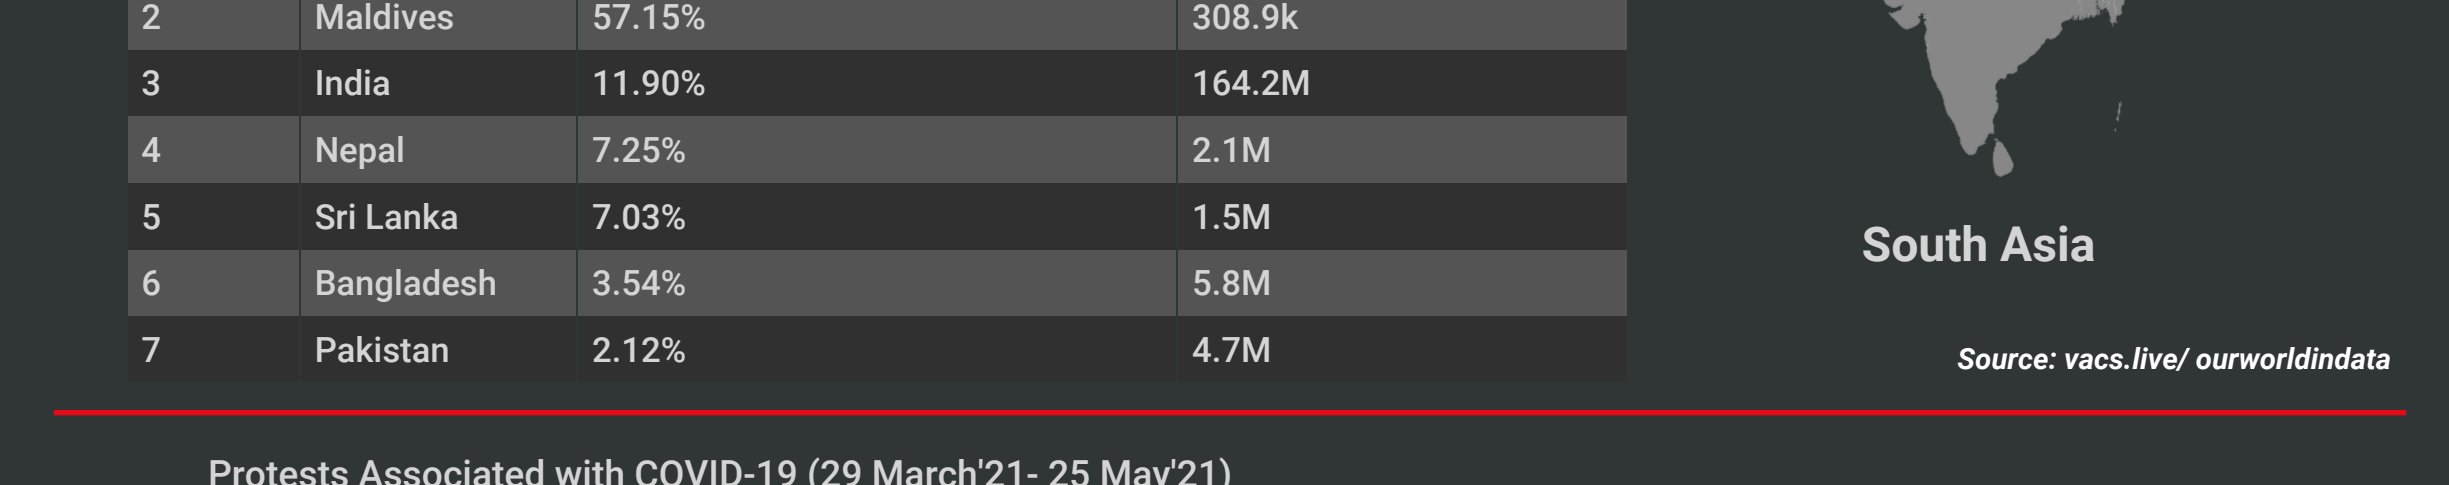 2 Maldives 57.15% 308.9k
3 India 11.90% 164.2M
4 Nepal 7.25% 2.1M
5 Sri Lanka 7.03% 1.5M
6 Bangladesh 3.54% 5.8M
7 Pakistan 2.12% 4.7M
South Asia
Source: vacs.live/ ourworldindata
Protests Associated with COVID-19 (29 March'21- 25 May'21)